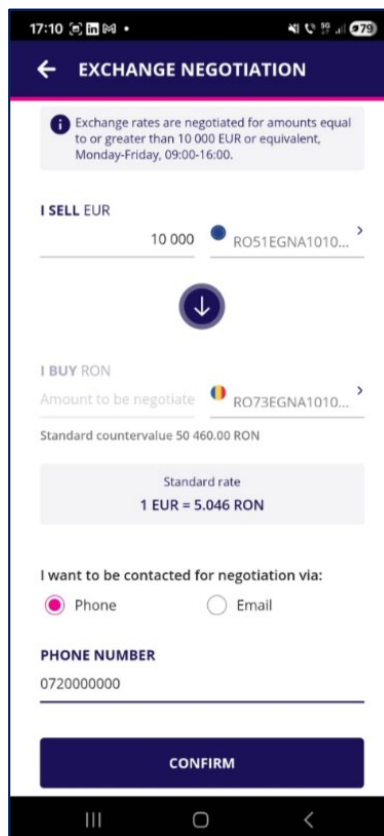 17:10
79
EXCHANGE NEGOTIATION
Exchange rates are negotiated for amounts equal
to or greater than 10 000 EUR or equivalent,
Monday-Friday, 09:00-16:00.
I SELL EUR
10 000 RO51EGNA1010...
I BUY RON
Amount to be negotiate RO73EGNA1010...
Standard countervalue 50 460.00 RON
Standard rate
1 EUR = 5.046 RON
I want to be contacted for negotiation via:
Phone Email
PHONE NUMBER
0720000000
CONFIRM